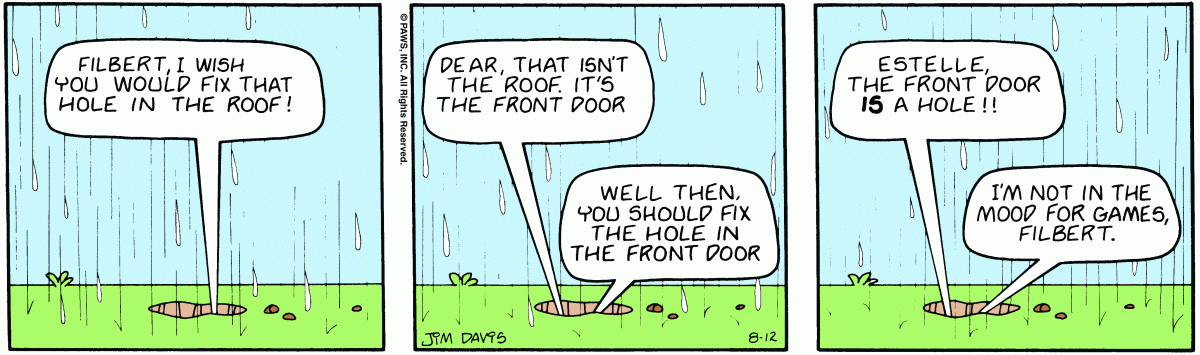 FILBERT, I WISH
YOU WOULD FIX THAT
HOLE IN THE ROOF!
© PAWS, INC. All Rights Reserved.
DEAR, THAT ISN'T
THE ROOF. IT'S
THE FRONT DOOR
WELL THEN,
YOU SHOULD FIX
THE HOLE IN
THE FRONT DOOR
JIM DAVIS
8-12
ESTELLE,
THE FRONT DOOR
IS A HOLE!!
I'M NOT IN THE
MOOD FOR GAMES,
FILBERT.